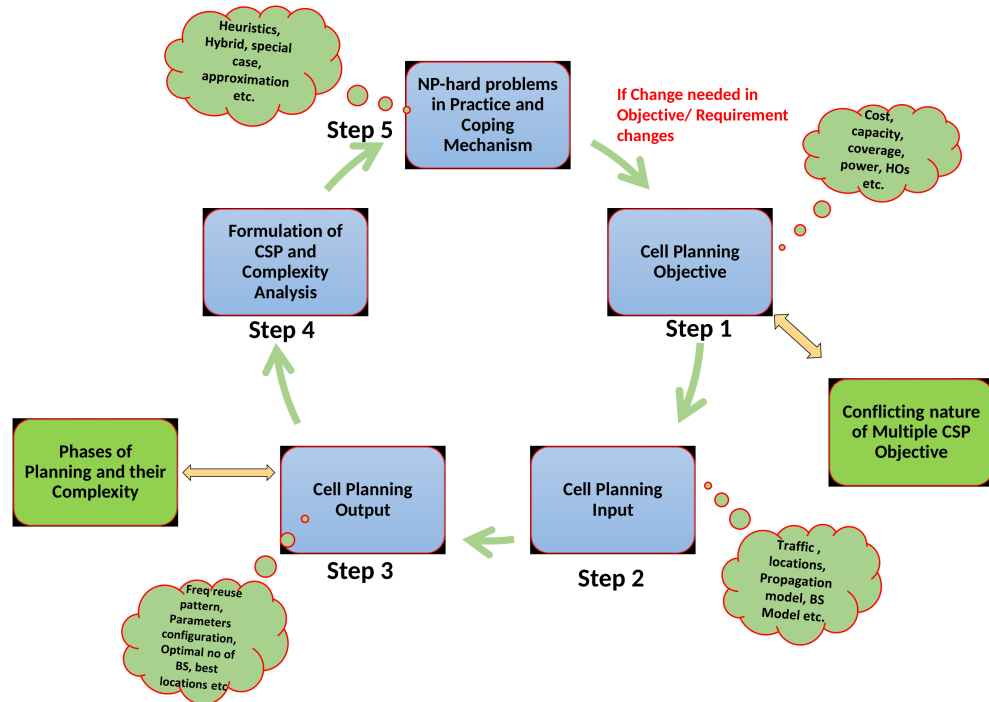 Heuristics,
Hybrid, special
case,
approximation
etc.
NP-hard problems
in Practice and
Coping
Mechanism
Step 5
If Change needed in
Objective/ Requirement
changes
Cost,
capacity,
coverage,
power, HOs
etc.
Formulation of
CSP and
Complexity
Analysis
Step 4
Cell Planning
Objective
Step 1
Conflicting nature
of Multiple CSP
Objective
Phases of
Planning and their
Complexity
Cell Planning
Output
Step 3
Cell Planning
Input
Step 2
Traffic ,
locations,
Propagation
model, BS
Model etc.
Freq reuse
pattern,
Parameters
configuration,
Optimal no of
BS, best
locations etc